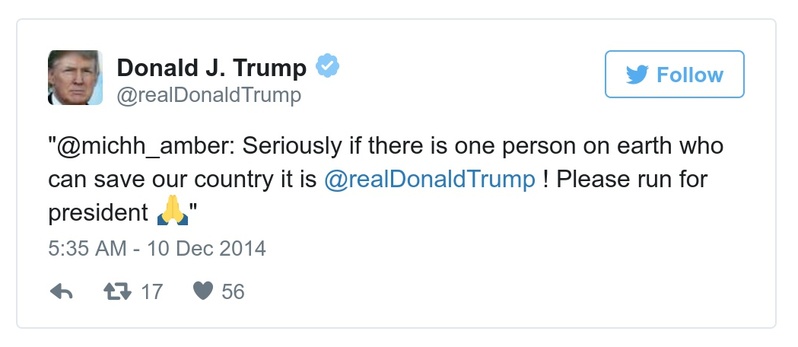 Donald J. Trump
@realDonaldTrump
Follow
"@michh_amber: Seriously if there is one person on earth who
can save our country it is @realDonaldTrump ! Please run for
president 🙏"
5:35 AM - 10 Dec 2014
17 56